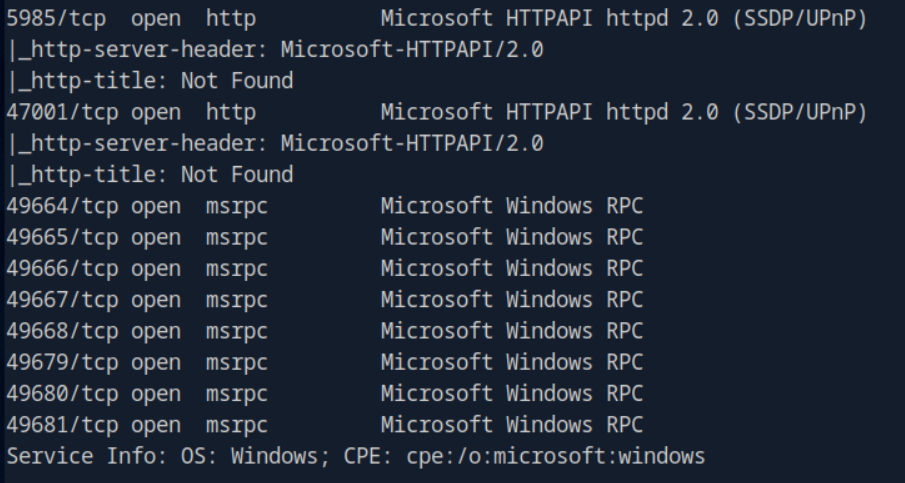 5985/tcp  open  http          Microsoft HTTPAPI httpd 2.0 (SSDP/UPnP)
|_http-server-header: Microsoft-HTTPAPI/2.0
|_http-title: Not Found
47001/tcp open  http          Microsoft HTTPAPI httpd 2.0 (SSDP/UPnP)
|_http-server-header: Microsoft-HTTPAPI/2.0
|_http-title: Not Found
49664/tcp open  msrpc         Microsoft Windows RPC
49665/tcp open  msrpc         Microsoft Windows RPC
49666/tcp open  msrpc         Microsoft Windows RPC
49667/tcp open  msrpc         Microsoft Windows RPC
49668/tcp open  msrpc         Microsoft Windows RPC
49679/tcp open  msrpc         Microsoft Windows RPC
49680/tcp open  msrpc         Microsoft Windows RPC
49681/tcp open  msrpc         Microsoft Windows RPC
Service Info: OS: Windows; CPE: cpe:/o:microsoft:windows